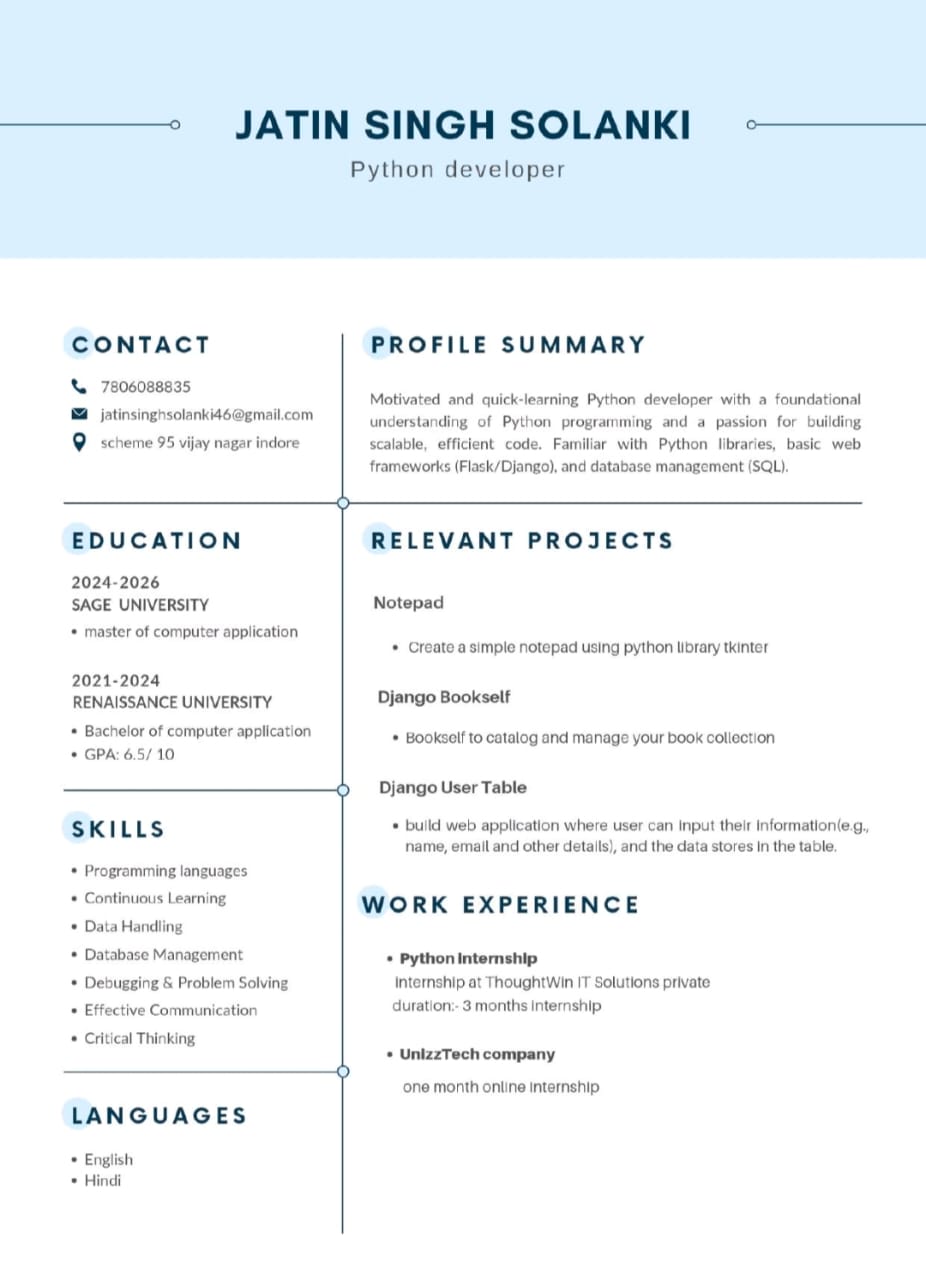 JATIN SINGH SOLANKI
Python developer
CONTACT
7806088835
jatinsinghsolanki46@gmail.com
scheme 95 vijay nagar indore
EDUCATION
2024-2026
SAGE UNIVERSITY
• master of computer application
2021-2024
RENAISSANCE UNIVERSITY
• Bachelor of computer application
• GPA: 6.5/ 10
SKILLS
• Programming languages
• Continuous Learning
• Data Handling
• Database Management
• Debugging & Problem Solving
• Effective Communication
• Critical Thinking
LANGUAGES
• English
• Hindi
PROFILE SUMMARY
Motivated and quick-learning Python developer with a foundational
understanding of Python programming and a passion for building
scalable, efficient code. Familiar with Python libraries, basic web
frameworks (Flask/Django), and database management (SQL).
RELEVANT PROJECTS
Notepad
• Create a simple notepad using python library tkinter
Django Bookself
• Bookself to catalog and manage your book collection
Django User Table
• build web application where user can input their information(e.g.,
name, email and other details), and the data stores in the table.
WORK EXPERIENCE
• Python internship
internship at ThoughtWin IT Solutions private
duration:- 3 months internship
• UnizzTech company
one month online internship